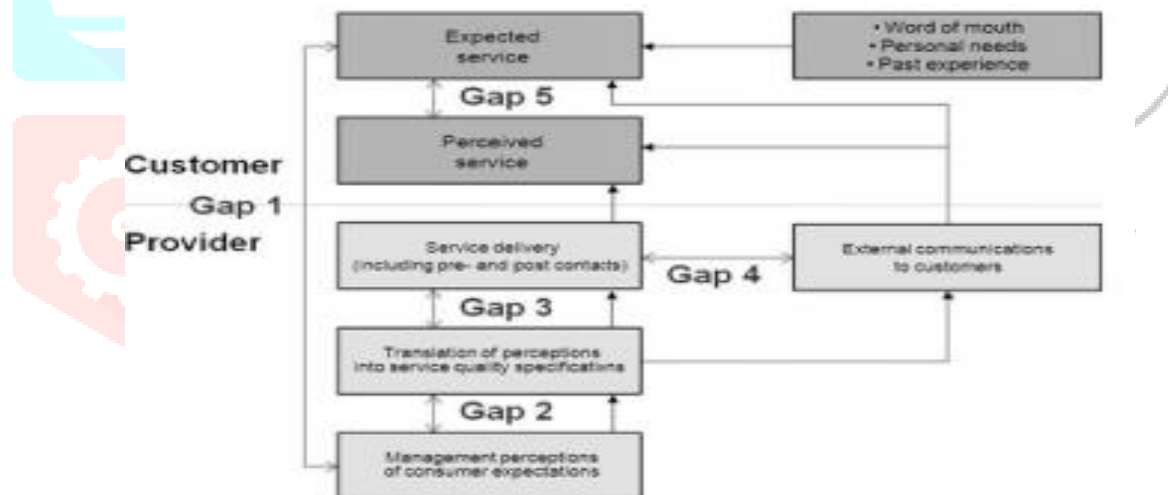 Expected
service
• Word of mouth
• Personal needs
• Past experience
Gap 5
Perceived
service
Customer
Gap 1
Provider
Service delivery
(including pre- and post contacts)
Gap 4
External communications
to customers
Gap 3
Translation of perceptions
into service quality specifications
Gap 2
Management perceptions
of consumer expectations